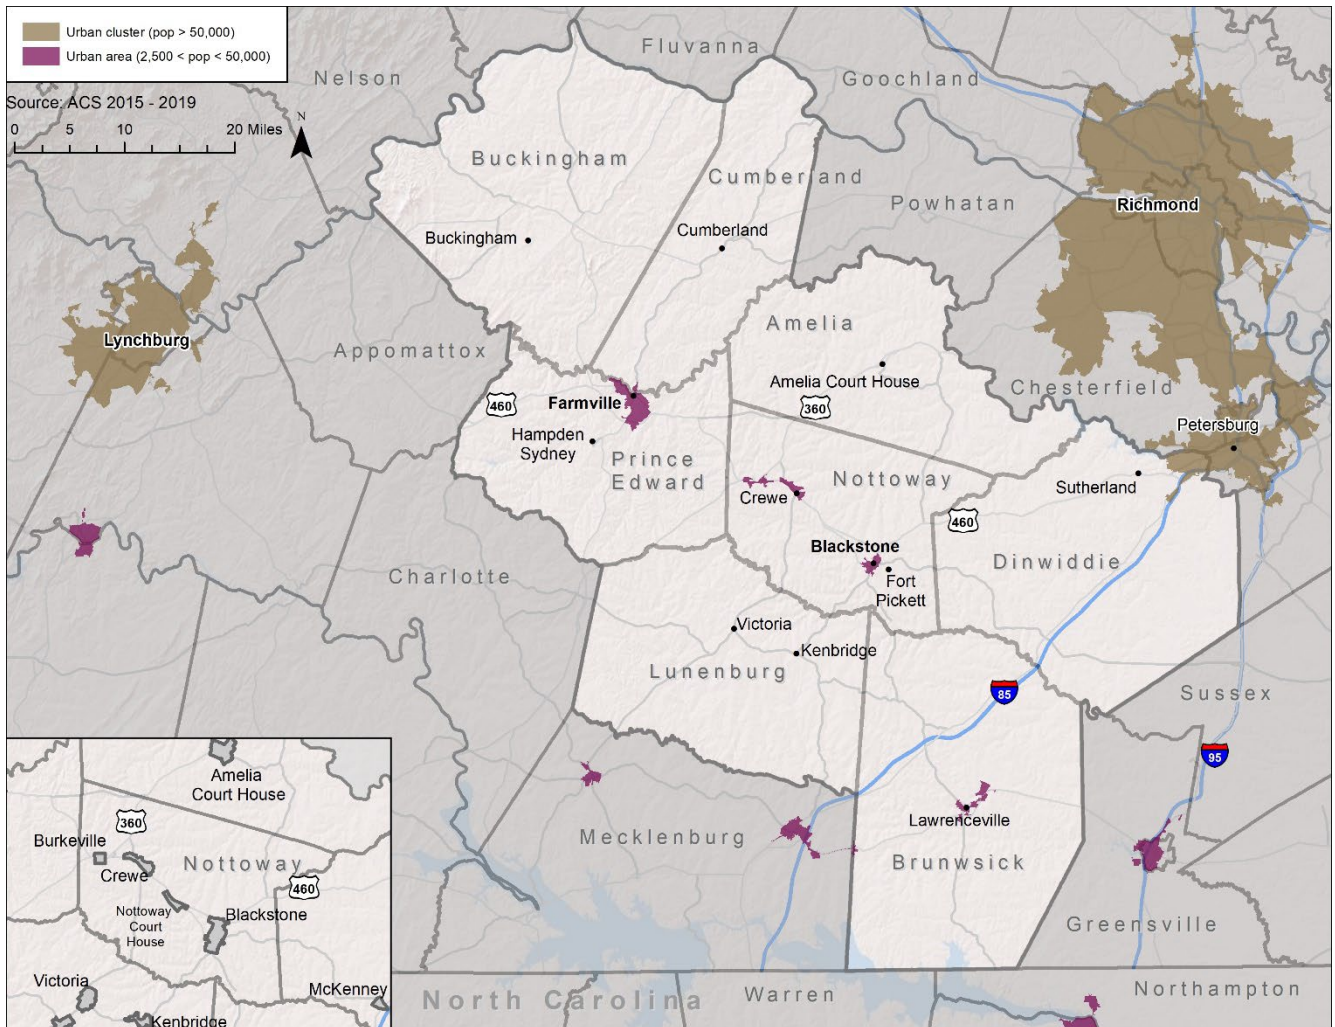 Urban cluster (pop > 50,000)
Urban area (2,500 < pop < 50,000)
Source: ACS 2015 - 2019
0 5 10 20 Miles
N
Nelson
Fluvanna
Goochland
Buckingham
Cumberland
Powhatan
Richmond
Buckingham
Cumberland
Lynchburg
Appomattox
Amelia
Amelia Court House
Chesterfield
460
360
Farmville
Petersburg
Hampden
Sydney
Prince
Edward
Nottoway
Crewe
Sutherland
460
Blackstone
Dinwiddie
Charlotte
Fort
Pickett
Victoria
Kenbridge
Lunenburg
85
Sussex
95
Mecklenburg
Lawrenceville
Brunwsick
Greensville
North Carolina
Warren
Northampton
Amelia
Court House
360
Burkeville
Nottoway
Crewe
460
Nottoway
Court
House
Blackstone
Victoria
McKenney
Kenbridge